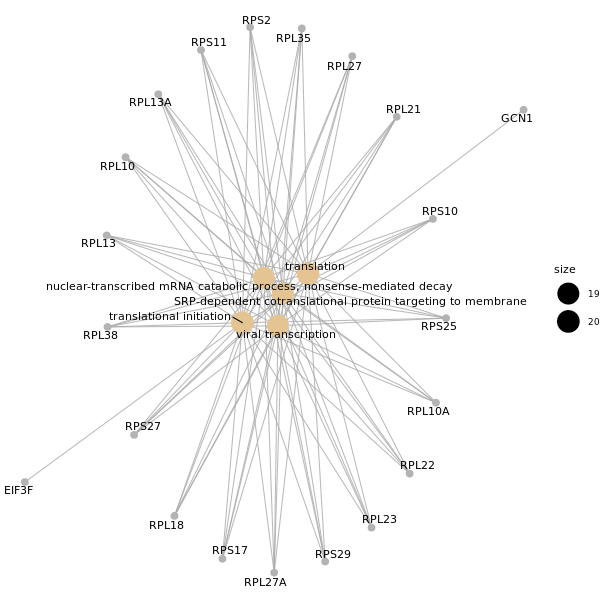 RPS2
RPL35
RPS11
RPL27
RPL13A
RPL21
GCN1
RPL10
RPS10
RPL13
translation
size
nuclear-transcribed mRNA catabolic process, nonsense-mediated decay
19
SRP-dependent cotranslational protein targeting to membrane
translational initiation
20
RPS25
viral transcription
RPL38
RPL10A
RPS27
RPL22
EIF3F
RPL18
RPL23
RPS17
RPS29
RPL27A